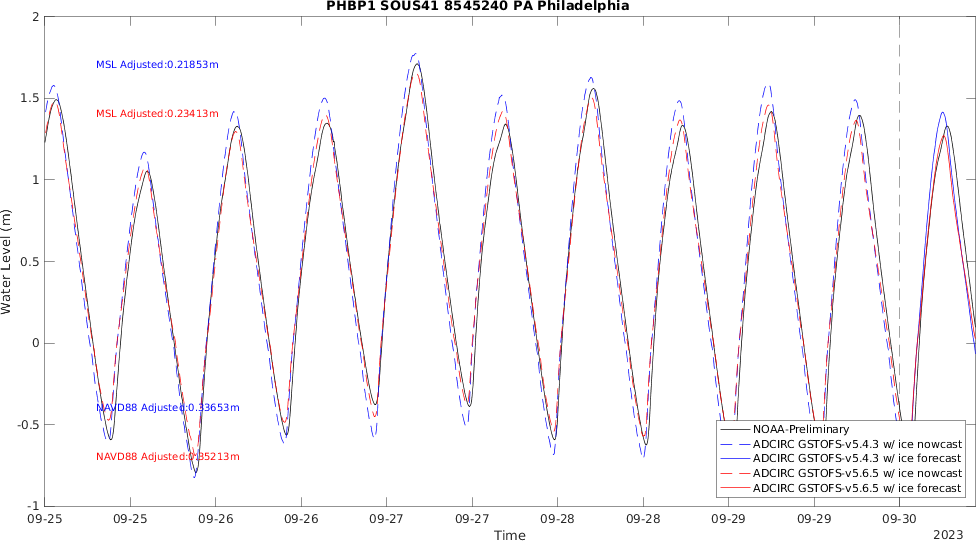 PHBP1 SOUS41 8545240 PA Philadelphia
2
1.5
1
0.5
0
-0.5
-1
Water Level (m)
MSL Adjusted:0.21853m
MSL Adjusted:0.23413m
NAVD88 Adjusted:0.33653m
NAVD88 Adjusted:0.35213m
NOAA-Preliminary
ADCIRC GSTOFS-v5.4.3 w/ ice nowcast
ADCIRC GSTOFS-v5.4.3 w/ ice forecast
ADCIRC GSTOFS-v5.6.5 w/ ice nowcast
ADCIRC GSTOFS-v5.6.5 w/ ice forecast
09-25 09-25 09-26 09-26 09-27 09-27 09-28 09-28 09-29 09-29 09-30
Time
2023